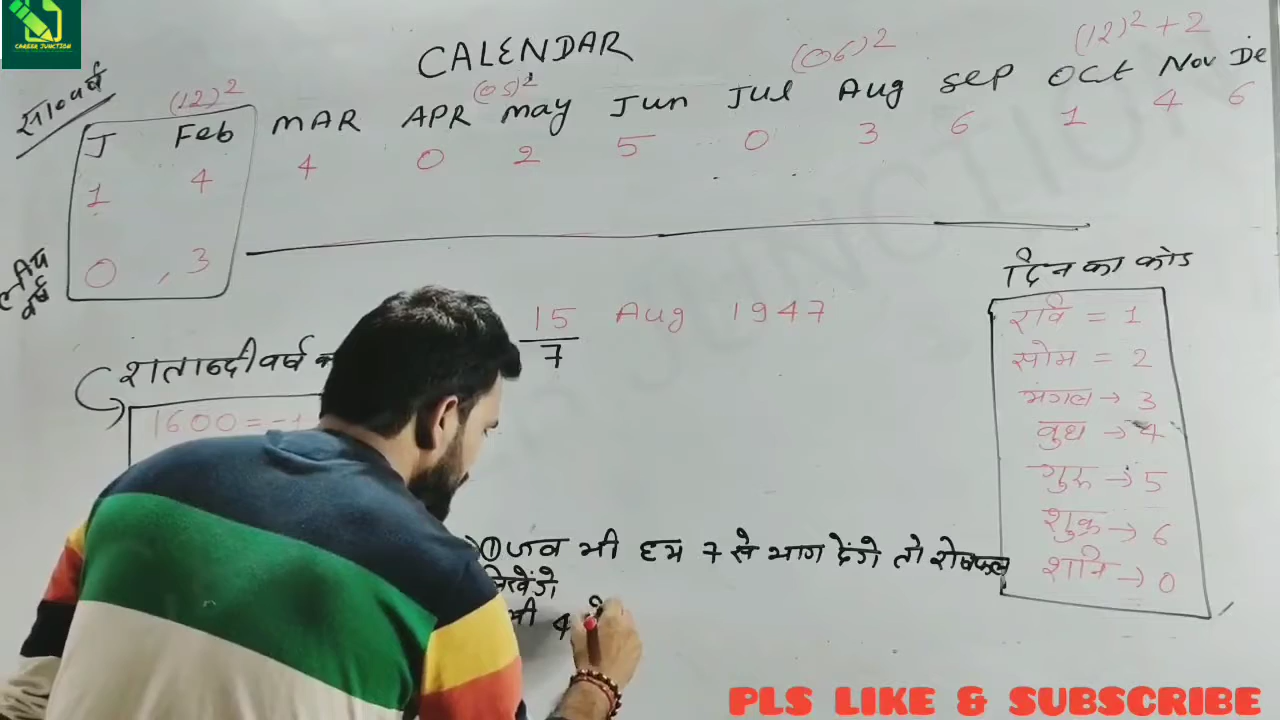 CAREER JUNCTION
CALENDAR
(12)² (05)² (06)² (12)² + 2
J Feb MAR APR May Jun Jul Aug Sep Oct Nov De
1 4 4 0 2 5 0 3 6 1 4 6
0 , 3
लीप वर्ष
दिन का कोड
15 Aug 1947
7
शताब्दी वर्ष
1600 = -1
रवि = 1
सोम = 2
मंगल → 3
बुध → 4
गुरु → 5
शुक्र → 6
शनि → 0
① जब भी हम 7 से भाग देंगे तो शेषफल
लिखेंगे
भी 4
PLS LIKE & SUBSCRIBE